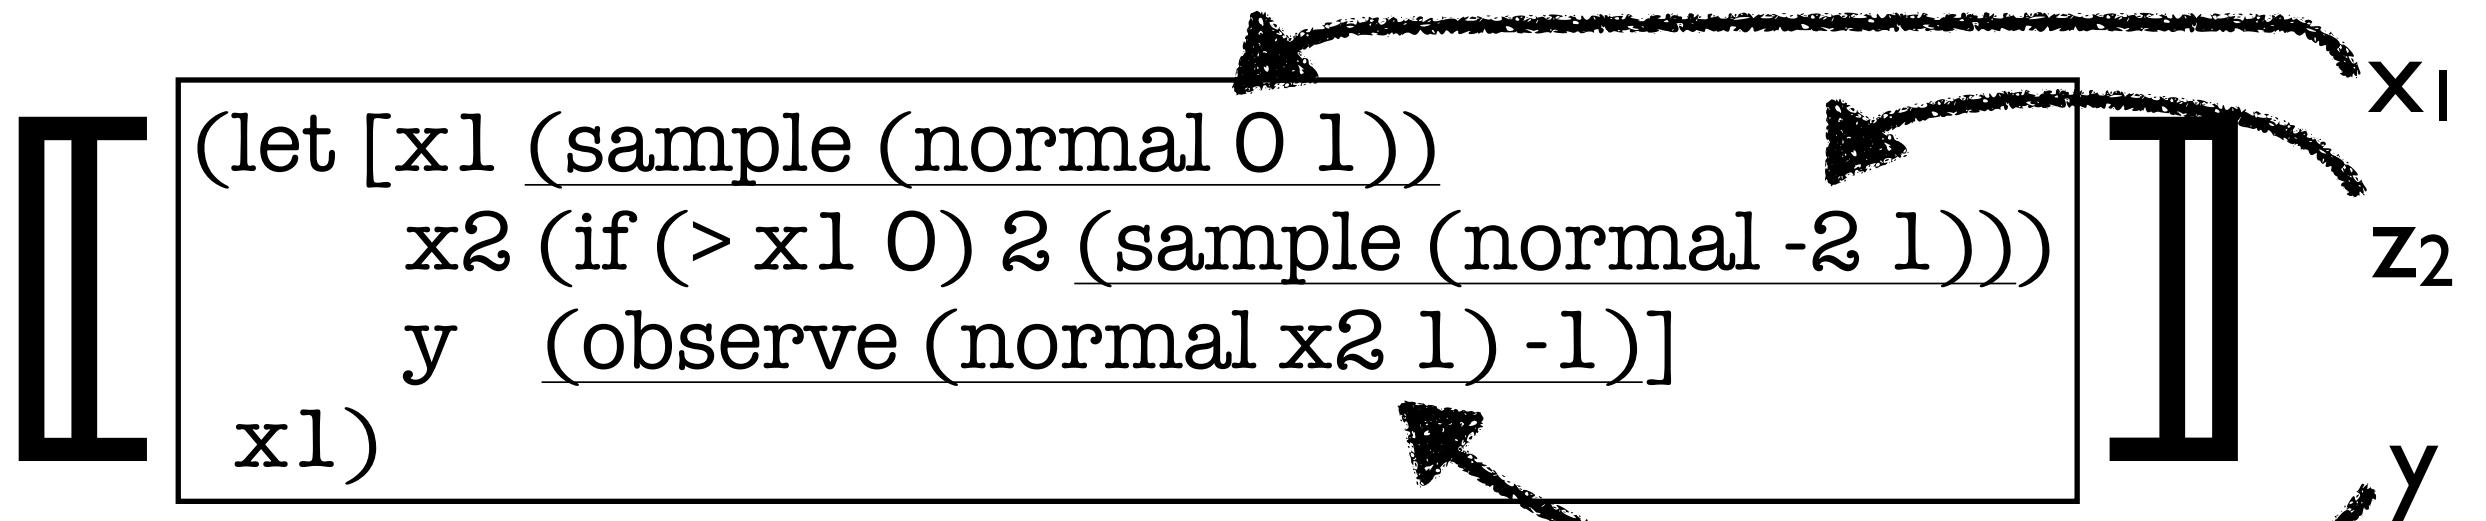 (let [x1 (sample (normal 0 1))
x2 (if (> x1 0) 2 (sample (normal -2 1)))
y (observe (normal x2 1) -1)]
x1)
x₁
z₂
y